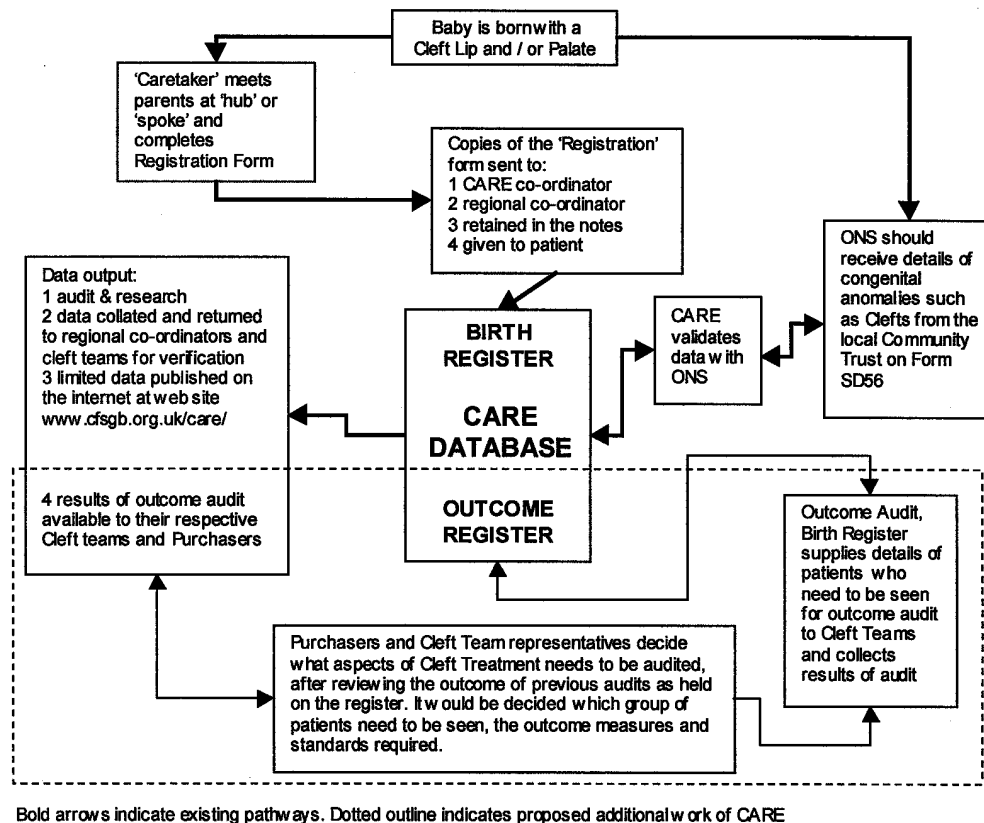 Baby is born with a
Cleft Lip and / or Palate
'Caretaker' meets
parents at 'hub' or
'spoke' and
completes
Registration Form
Copies of the 'Registration'
form sent to:
1 CARE co-ordinator
2 regional co-ordinator
3 retained in the notes
4 given to patient
ONS should
receive details of
congenital
anomalies such
as Clefts from the
local Community
Trust on Form
SD56
Data output:
1 audit & research
2 data collated and returned
to regional co-ordinators and
cleft teams for verification
3 limited data published on
the internet at web site
www.cfsgb.org.uk/care/
4 results of outcome audit
available to their respective
Cleft teams and Purchasers
BIRTH
REGISTER
CARE
DATABASE
OUTCOME
REGISTER
CARE
validates
data with
ONS
Outcome Audit,
Birth Register
supplies details of
patients who
need to be seen
for outcome audit
to Cleft Teams
and collects
results of audit
Purchasers and Cleft Team representatives decide
what aspects of Cleft Treatment needs to be audited,
after reviewing the outcome of previous audits as held
on the register. It would be decided which group of
patients need to be seen, the outcome measures and
standards required.
Bold arrows indicate existing pathways. Dotted outline indicates proposed additional work of CARE